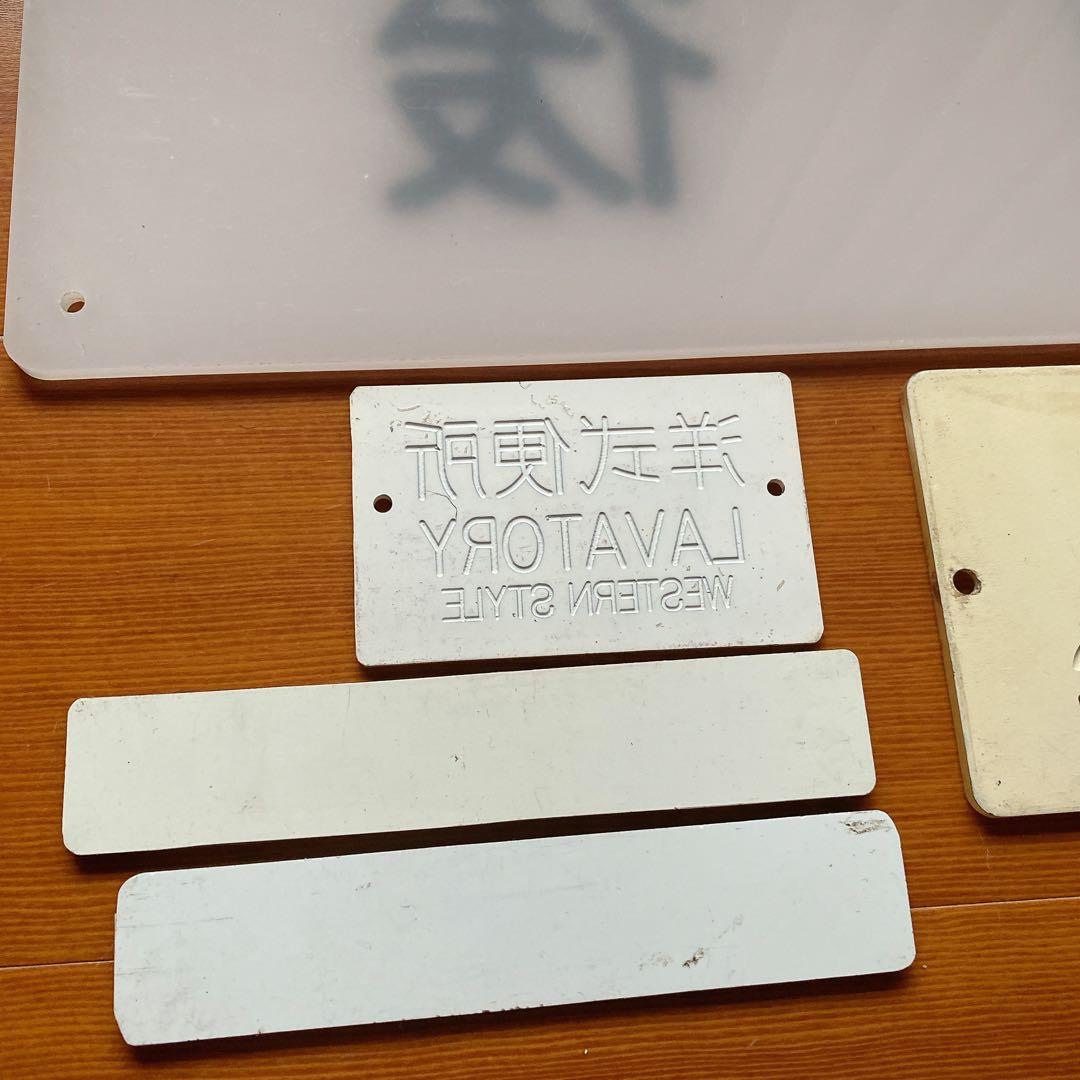 洋式便所
LAVATORY
WESTERN STYLE